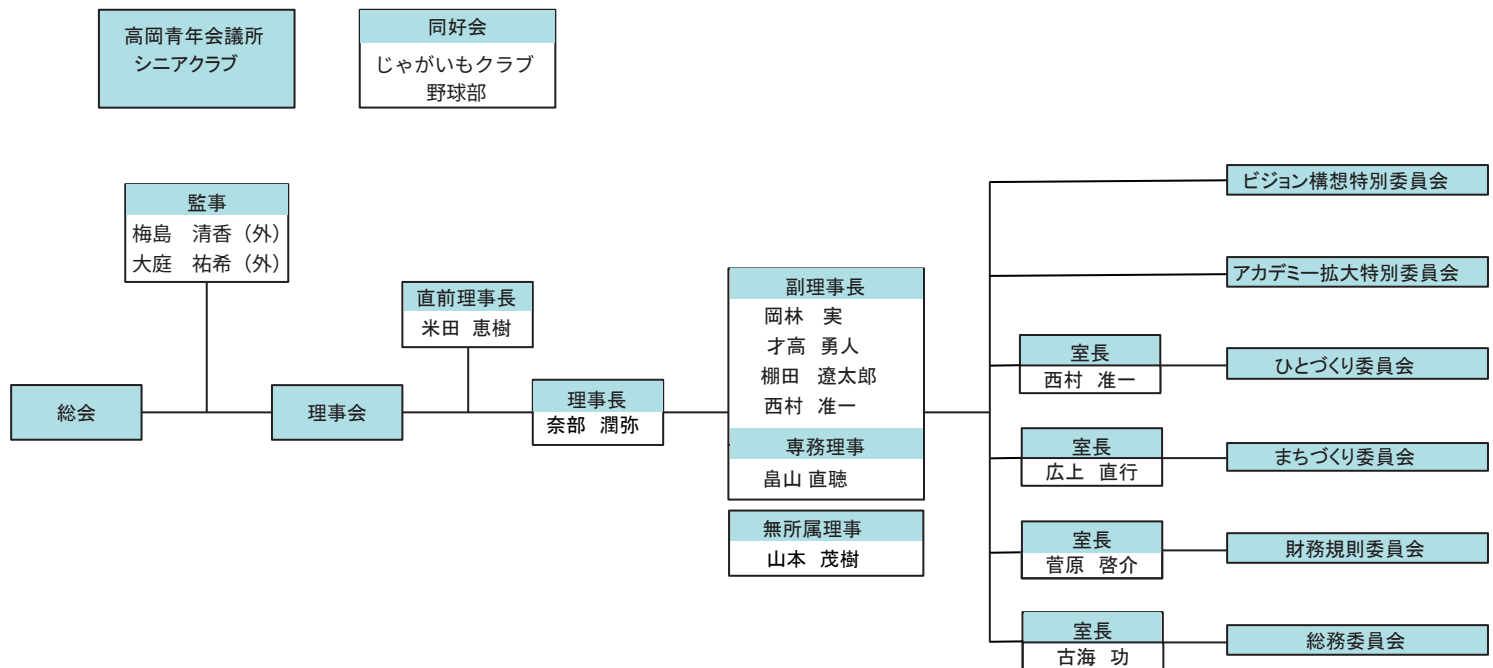 高岡青年会議所
シニアクラブ
同好会
じゃがいもクラブ
野球部
監事
梅島　清香（外）
大庭　祐希（外）
総会
理事会
直前理事長
米田 恵樹
理事長
奈部 潤弥
副理事長
岡林　実
才高 勇人
棚田 遼太郎
西村 准一
専務理事
畠山 直聴
無所属理事
山本 茂樹
ビジョン構想特別委員会
アカデミー拡大特別委員会
室長
西村 准一
ひとづくり委員会
室長
広上 直行
まちづくり委員会
室長
菅原 啓介
財務規則委員会
室長
古海 功
総務委員会